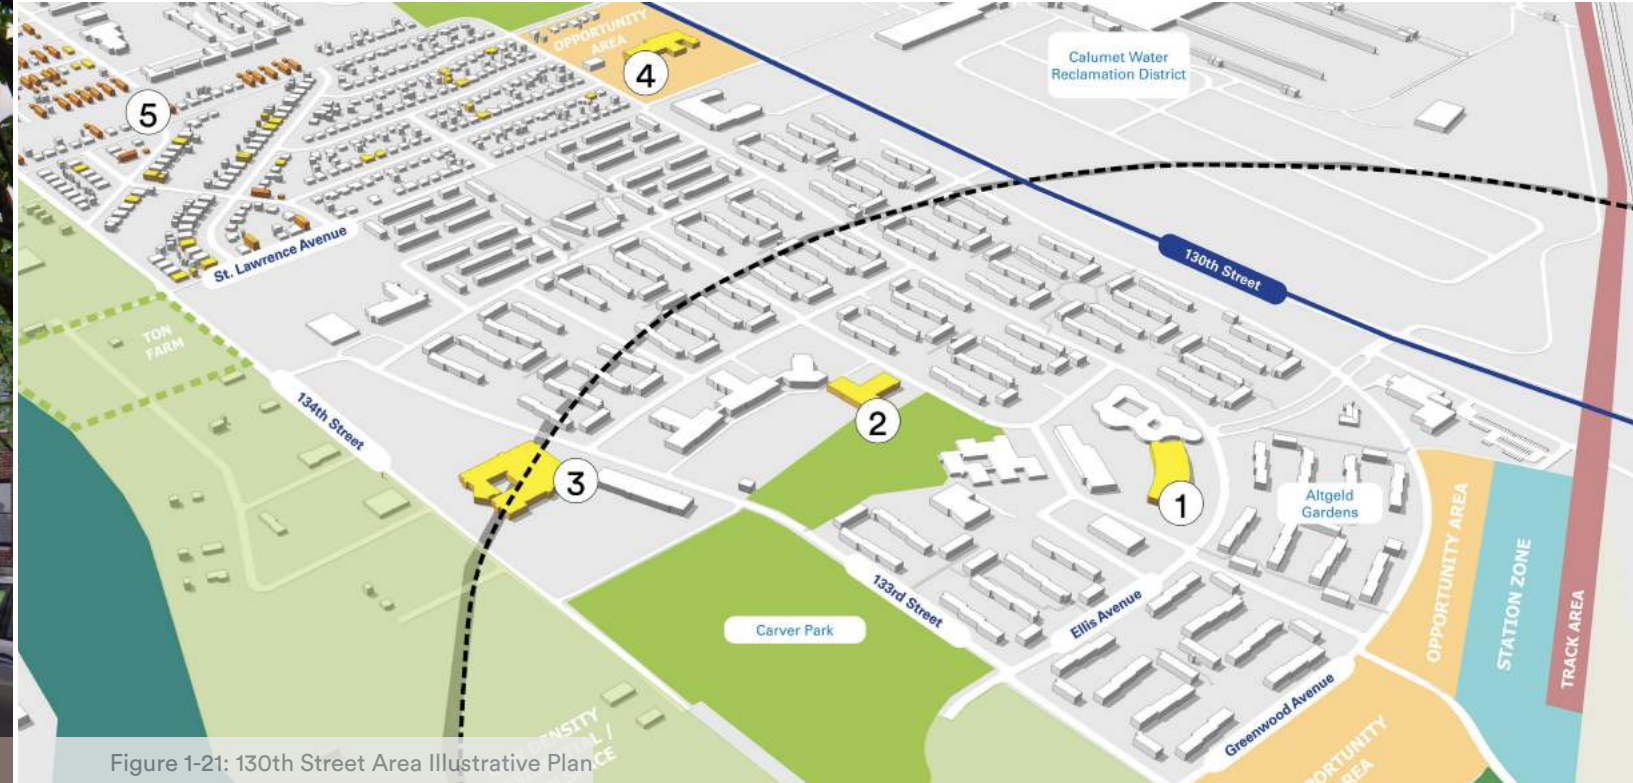 OPPORTUNITY
AREA
4
Calumet Water
Reclamation District
5
St. Lawrence Avenue
130th Street
TON
FARM
134th Street
2
3
1
Altgeld
Gardens
OPPORTUNITY AREA
STATION ZONE
TRACK AREA
133rd Street
Ellis Avenue
Carver Park
Greenwood Avenue
Figure 1-21: 130th Street Area Illustrative Plan